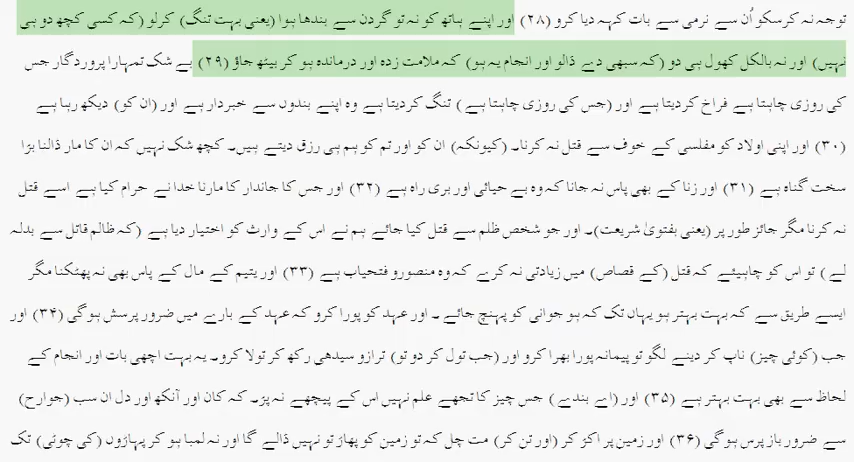 توجہ نہ کرسکو اُن سے نرمی سے بات کہہ دیا کرو (۲۸) اور اپنے ہاتھ کو نہ تو گردن سے بندھا ہوا (یعنی بہت تنگ) کرلو (کہ کسی کچھ دو ہی
نہیں) اور نہ بالکل کھول ہی دو (کہ سبھی دے ڈالو اور انجام یہ ہو) کہ ملامت زدہ اور درماندہ ہو کر بیٹھ جاؤ (۲۹) بے شک تمہارا پروردگار جس
کی روزی چاہتا ہے فراخ کردیتا ہے اور (جس کی روزی چاہتا ہے) تنگ کردیتا ہے وہ اپنے بندوں سے خبردار ہے اور (ان کو) دیکھ رہا ہے
(۳۰) اور اپنی اولاد کو مفلسی کے خوف سے قتل نہ کرنا۔ (کیونکہ) ان کو اور تم کو ہم ہی رزق دیتے ہیں۔ کچھ شک نہیں کہ ان کا مار ڈالنا بڑا
سخت گناہ ہے (۳۱) اور زنا کے بھی پاس نہ جانا کہ وہ بے حیائی اور بری راہ ہے (۳۲) اور جس کا جاندار کا مارنا خدا نے حرام کیا ہے اسے قتل
نہ کرنا مگر جائز طور پر (یعنی بفتویٰ شریعت)۔ اور جو شخص ظلم سے قتل کیا جائے ہم نے اس کے وارث کو اختیار دیا ہے (کہ ظالم قاتل سے بدلہ
لے) تو اس کو چاہیئے کہ قتل (کے قصاص) میں زیادتی نہ کرے کہ وہ منصورو فتحیاب ہے (۳۳) اور یتیم کے مال کے پاس بھی نہ پھٹکنا مگر
ایسے طریق سے کہ بہت بہتر ہو یہاں تک کہ ہو جوانی کو پہنچ جائے۔ اور عہد کو پورا کرو کہ عہد کے بارے میں ضرور پرسش ہوگی (۳۴) اور
جب (کوئی چیز) ناپ کر دینے لگو تو پیمانہ پورا بھرا کرو اور (جب تول کر دو تو) ترازو سیدھی رکھ کر تولا کرو۔ یہ بہت اچھی بات اور انجام کے
لحاظ سے بھی بہت بہتر ہے (۳۵) اور (اے بندے) جس چیز کا تجھے علم نہیں اس کے پیچھے نہ پڑ۔ کہ کان اور آنکھ اور دل ان سب (جوارح)
سے ضرور باز پرس ہوگی (۳۶) اور زمین پر اکڑ کر (اور تن کر) مت چل کہ تو زمین کو پھاڑ تو نہیں ڈالے گا اور نہ لمبا ہو کر پہاڑوں (کی چوٹی) تک